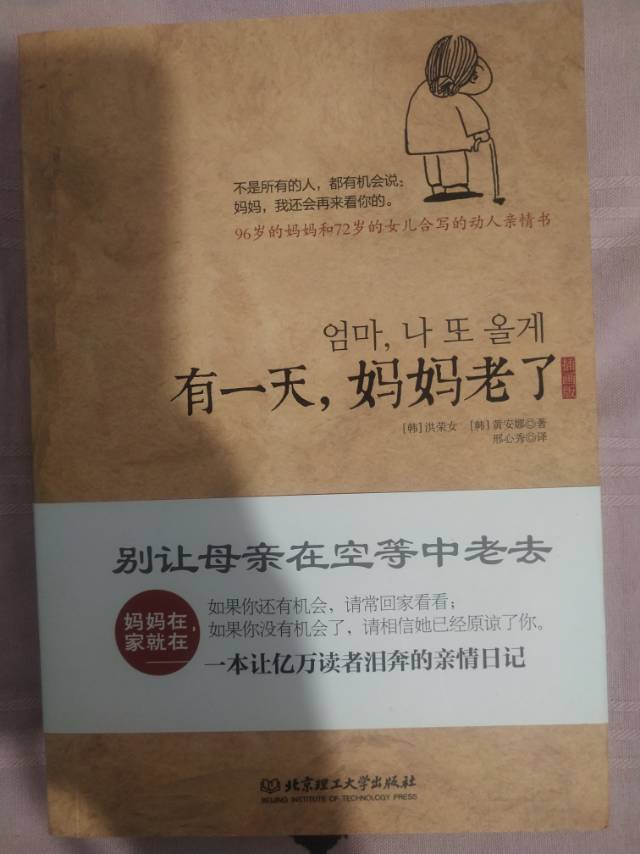 不是所有的人，都有机会说：
妈妈，我还会再来看你的。
96岁的妈妈和72岁的女儿合写的动人亲情书
엄마, 나 또 올게
有一天，妈妈老了
插画版
［韩］洪荣女 ［韩］黄安娜◎著
邢心秀◎译
别让母亲在空等中老去
妈妈在，
家就在
如果你还有机会，请常回家看看；
如果你没有机会了，请相信她已经原谅了你。
一本让亿万读者泪奔的亲情日记
北京理工大学出版社
BEIJING INSTITUTE OF TECHNOLOGY PRESS